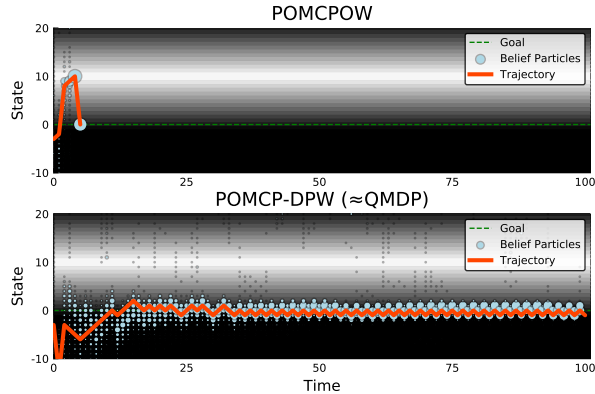 POMCPOW
20
10
0
-10
State
Goal
Belief Particles
Trajectory
0 25 50 75 100
POMCP-DPW (≈QMDP)
20
10
0
-10
State
Goal
Belief Particles
Trajectory
0 25 50 75 100
Time